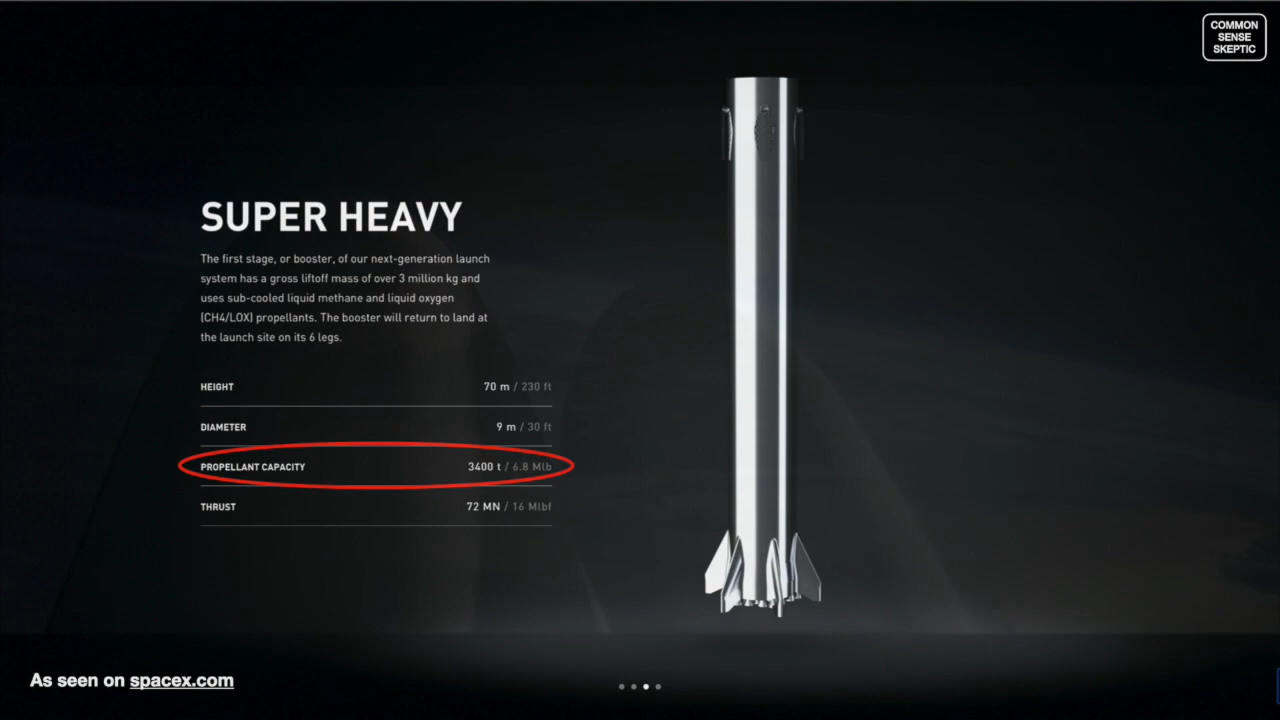 COMMON
SENSE
SKEPTIC
SUPER HEAVY
The first stage, or booster, of our next-generation launch
system has a gross liftoff mass of over 3 million kg and
uses sub-cooled liquid methane and liquid oxygen
(CH4/LOX) propellants. The booster will return to land at
the launch site on its 6 legs.
HEIGHT 70 m / 230 ft
DIAMETER 9 m / 30 ft
PROPELLANT CAPACITY 3400 t / 6.8 Mlb
THRUST 72 MN / 16 Mlbf
As seen on spacex.com